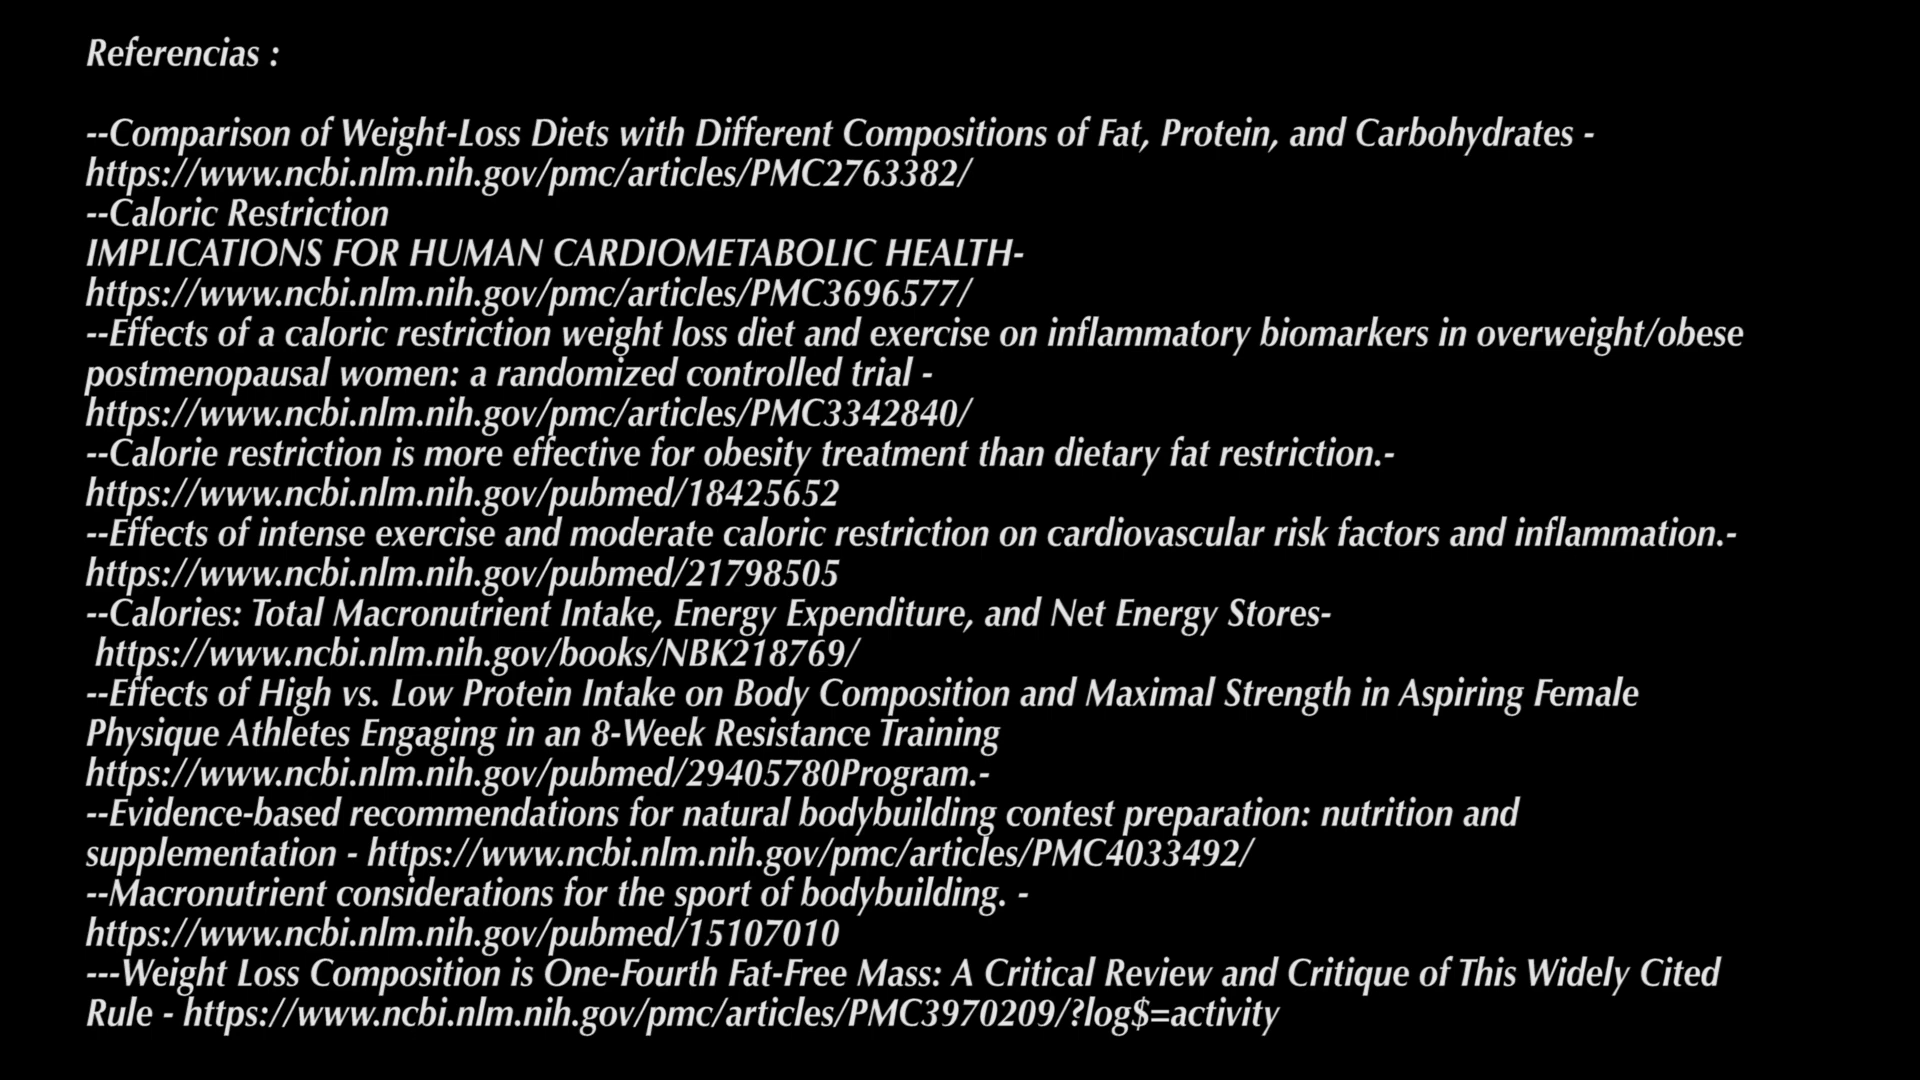 Referencias :
--Comparison of Weight-Loss Diets with Different Compositions of Fat, Protein, and Carbohydrates -
https://www.ncbi.nlm.nih.gov/pmc/articles/PMC2763382/
--Caloric Restriction
IMPLICATIONS FOR HUMAN CARDIOMETABOLIC HEALTH-
https://www.ncbi.nlm.nih.gov/pmc/articles/PMC3696577/
--Effects of a caloric restriction weight loss diet and exercise on inflammatory biomarkers in overweight/obese
postmenopausal women: a randomized controlled trial -
https://www.ncbi.nlm.nih.gov/pmc/articles/PMC3342840/
--Calorie restriction is more effective for obesity treatment than dietary fat restriction.-
https://www.ncbi.nlm.nih.gov/pubmed/18425652
--Effects of intense exercise and moderate caloric restriction on cardiovascular risk factors and inflammation.-
https://www.ncbi.nlm.nih.gov/pubmed/21798505
--Calories: Total Macronutrient Intake, Energy Expenditure, and Net Energy Stores-
https://www.ncbi.nlm.nih.gov/books/NBK218769/
--Effects of High vs. Low Protein Intake on Body Composition and Maximal Strength in Aspiring Female
Physique Athletes Engaging in an 8-Week Resistance Training
https://www.ncbi.nlm.nih.gov/pubmed/29405780Program.-
--Evidence-based recommendations for natural bodybuilding contest preparation: nutrition and
supplementation - https://www.ncbi.nlm.nih.gov/pmc/articles/PMC4033492/
--Macronutrient considerations for the sport of bodybuilding. -
https://www.ncbi.nlm.nih.gov/pubmed/15107010
---Weight Loss Composition is One-Fourth Fat-Free Mass: A Critical Review and Critique of This Widely Cited
Rule - https://www.ncbi.nlm.nih.gov/pmc/articles/PMC3970209/?log$=activity